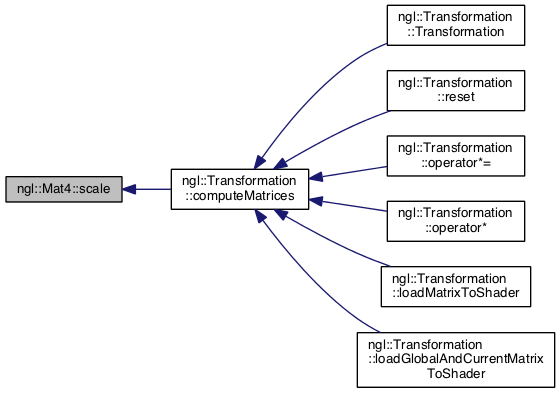 ngl::Mat4::scale
ngl::Transformation
::computeMatrices
ngl::Transformation
::Transformation
ngl::Transformation
::reset
ngl::Transformation
::operator*=
ngl::Transformation
::operator*
ngl::Transformation
::loadMatrixToShader
ngl::Transformation
::loadGlobalAndCurrentMatrix
ToShader